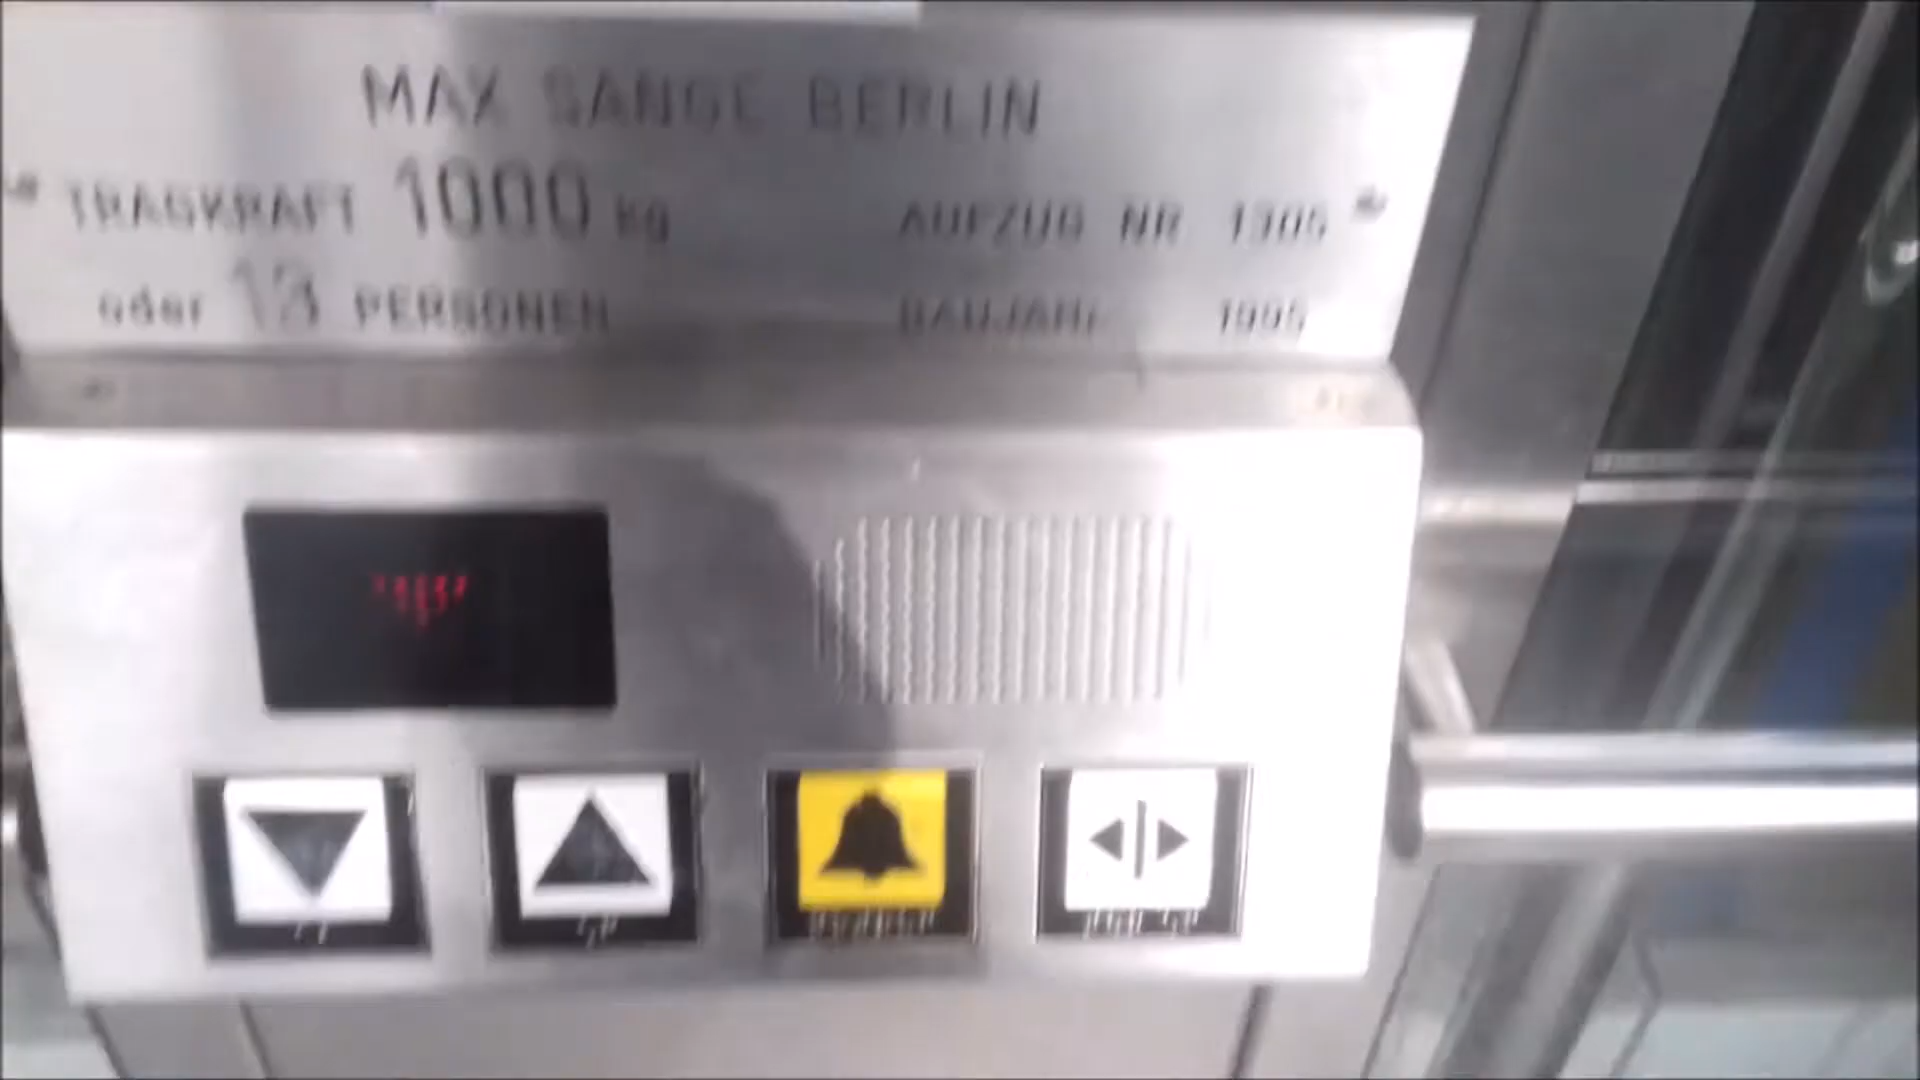 MAX SANGE BERLIN
TRAGKRAFT 1000 kg
oder 13 PERSONEN
AUFZUG NR 1305
BAUJAHR 1995